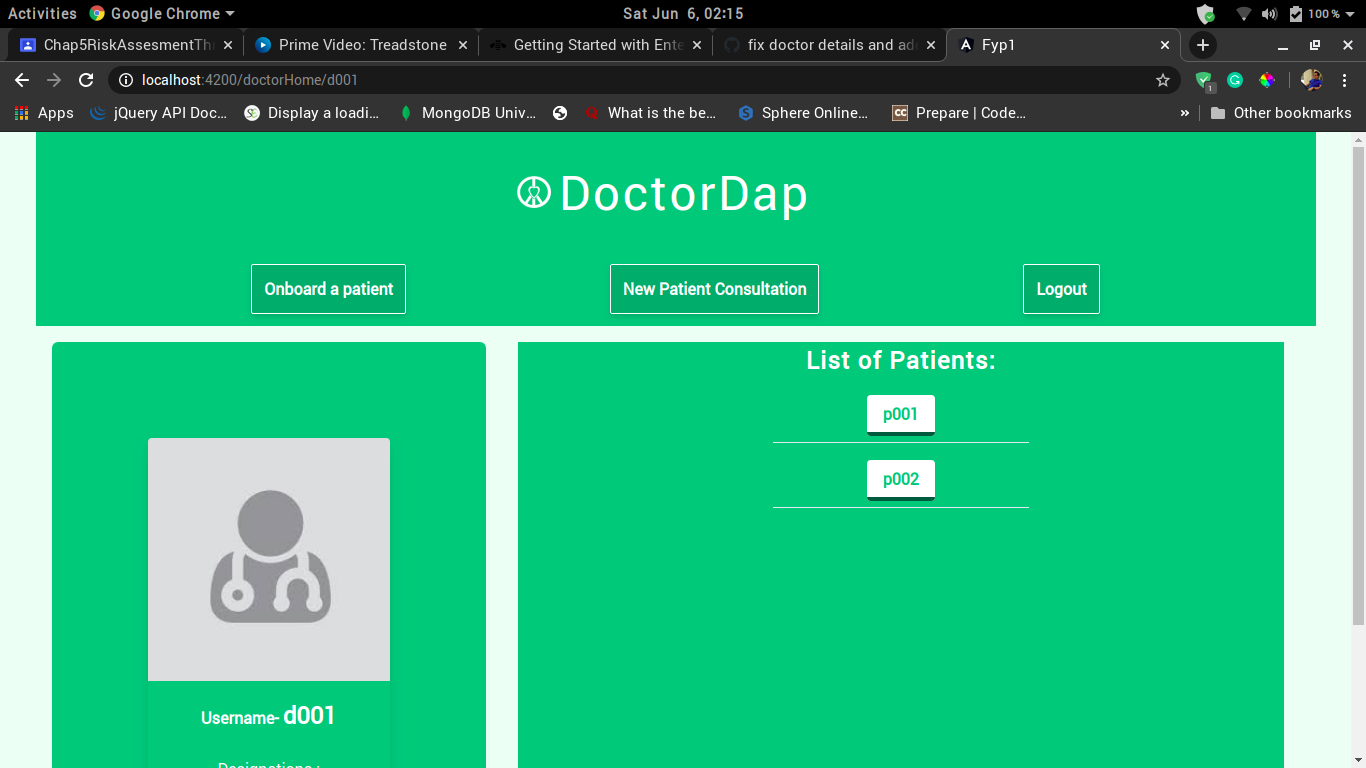 Activities Google Chrome Sat Jun 6, 02:15 100 %
Chap5RiskAssesmentTh Prime Video: Treadstone Getting Started with Ente fix doctor details and ad Fyp1
localhost:4200/doctorHome/d001 1
Apps jQuery API Doc... Display a loadi... MongoDB Univ... What is the be... Sphere Online... CC Prepare | Code... » Other bookmarks
DoctorDap
Onboard a patient New Patient Consultation Logout
List of Patients:
p001
p002
Username- d001
Designations :